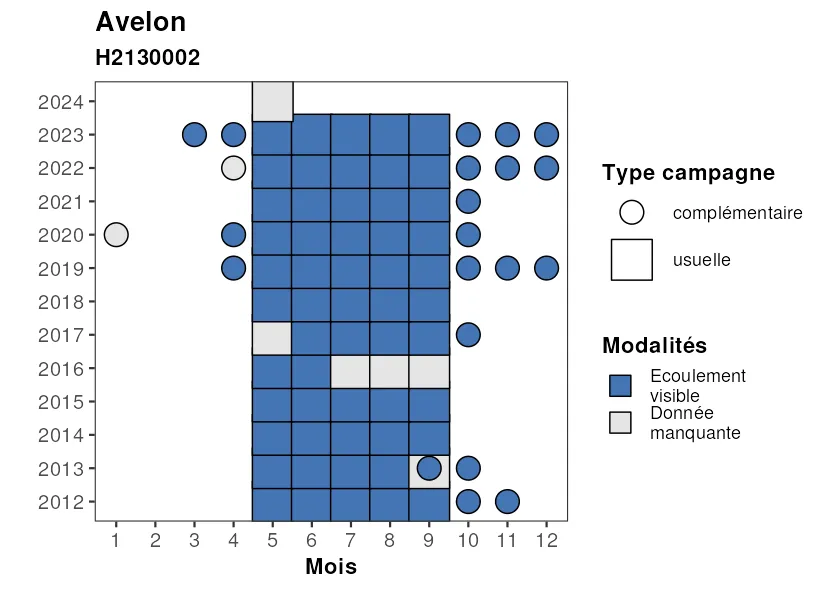 Avelon
H2130002
2024
2023
2022
2021
2020
2019
2018
2017
2016
2015
2014
2013
2012
1 2 3 4 5 6 7 8 9 10 11 12
Mois
Type campagne
complémentaire
usuelle
Modalités
Ecoulement
visible
Donnée
manquante